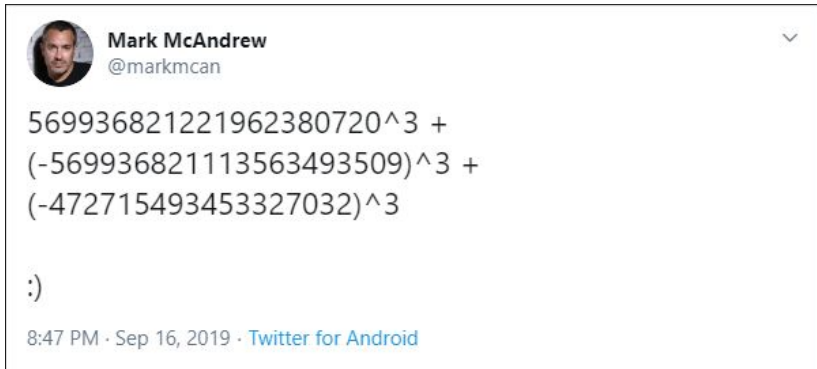 Mark McAndrew
@markmcan
569936821221962380720^3 +
(-569936821113563493509)^3 +
(-472715493453327032)^3
:)
8:47 PM · Sep 16, 2019 · Twitter for Android